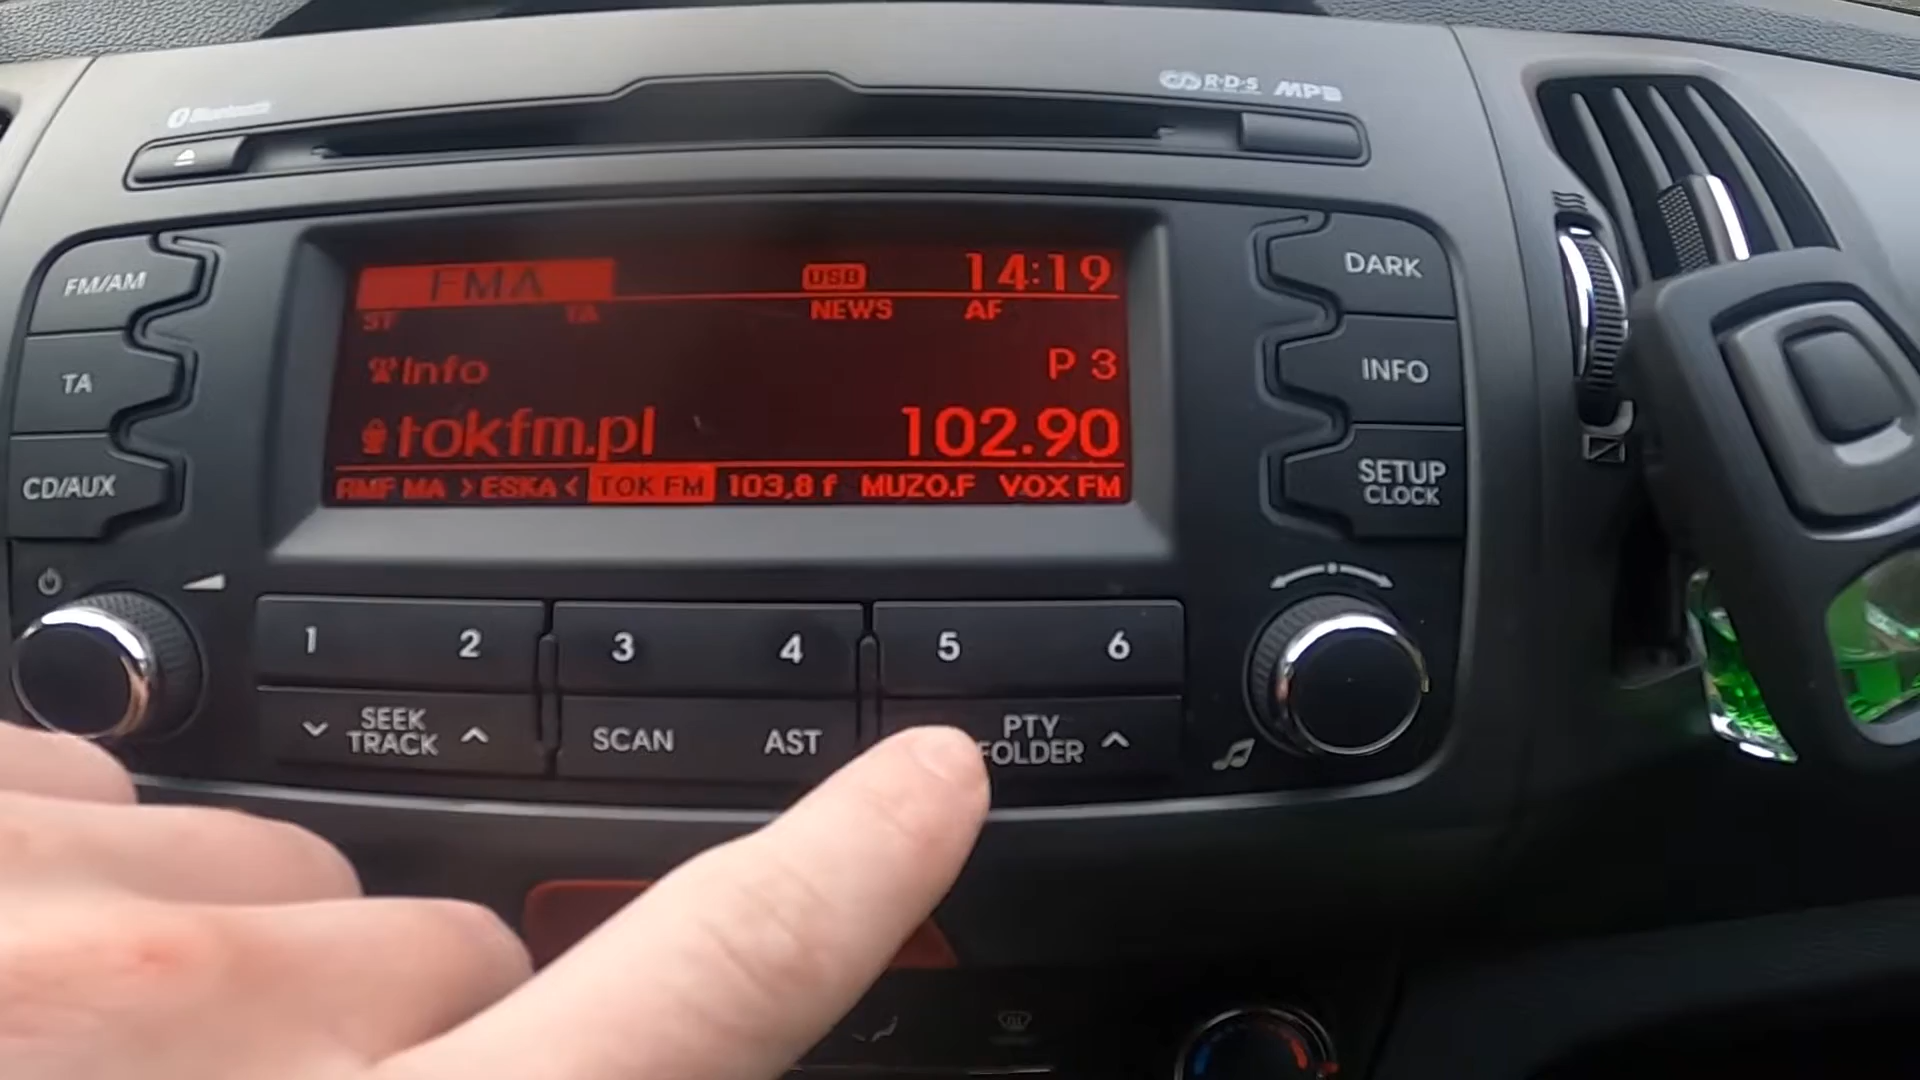 Bluetooth
R·D·S MP3
FM/AM
TA
CD/AUX
FMA USB 14:19
ST TA NEWS AF
Info P 3
tokfm.pl 102.90
RMF MA >ESKA< TOK FM 103,8 f MUZO.F VOX FM
DARK
INFO
SETUP
CLOCK
1 2 3 4 5 6
SEEK
TRACK
SCAN AST
PTY
FOLDER